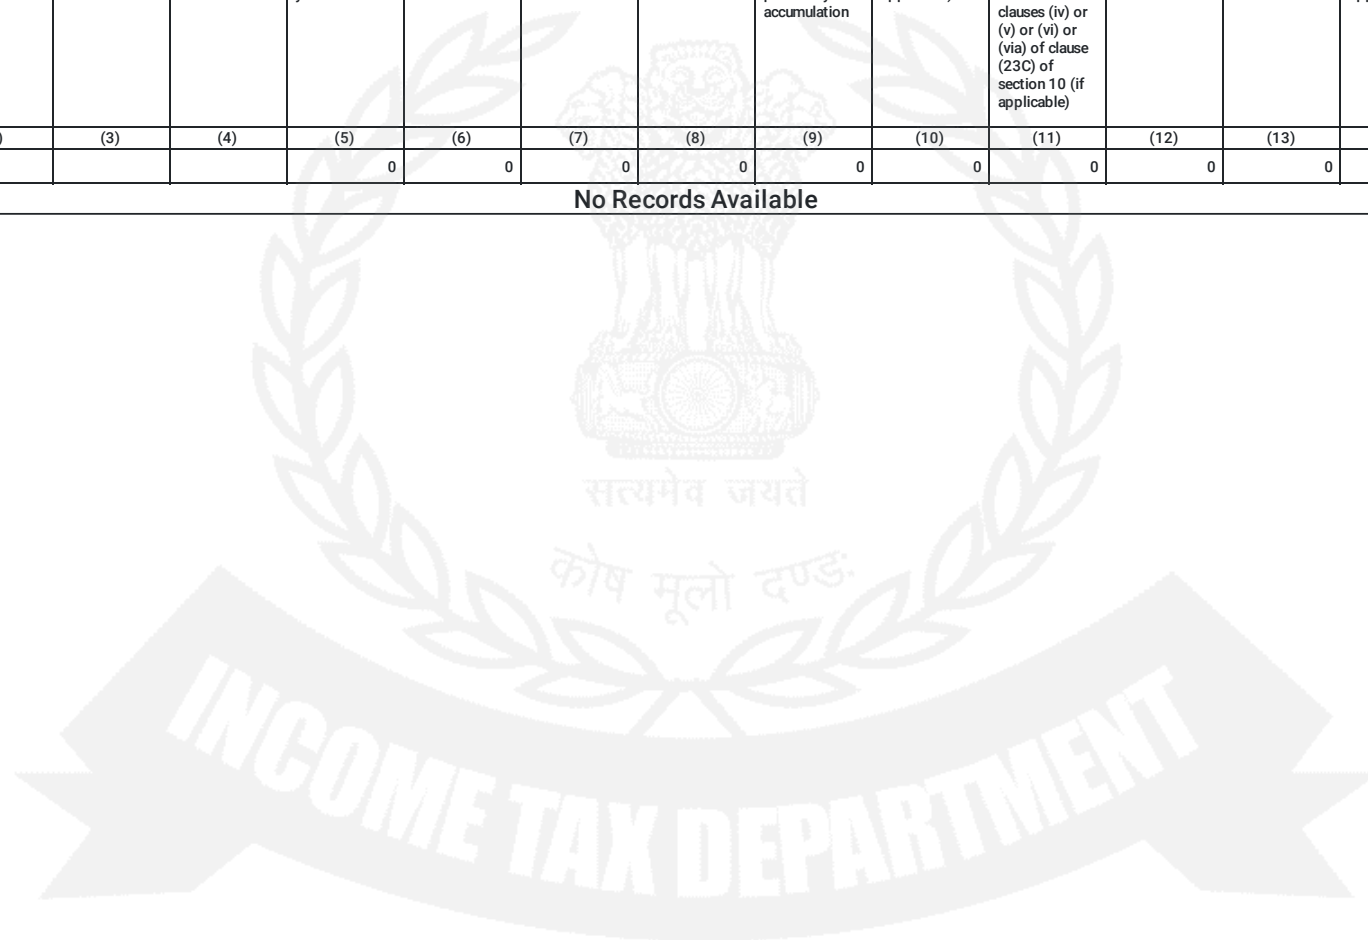 accumulation
clauses (iv) or
(v) or (vi) or
(via) of clause
(23C) of
section 10 (if
applicable)
(3) (4) (5) (6) (7) (8) (9) (10) (11) (12) (13)
0 0 0 0 0 0 0 0 0
No Records Available
सत्यमेव जयते
कोष मूलो दण्डः
INCOME TAX DEPARTMENT